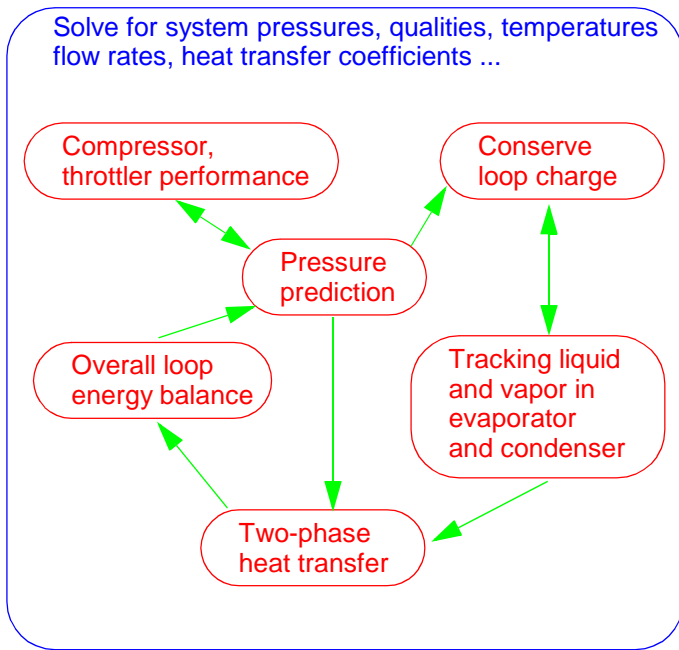 Solve for system pressures, qualities, temperatures
flow rates, heat transfer coefficients ...
Compressor,
throttler performance
Conserve
loop charge
Pressure
prediction
Overall loop
energy balance
Tracking liquid
and vapor in
evaporator
and condenser
Two-phase
heat transfer